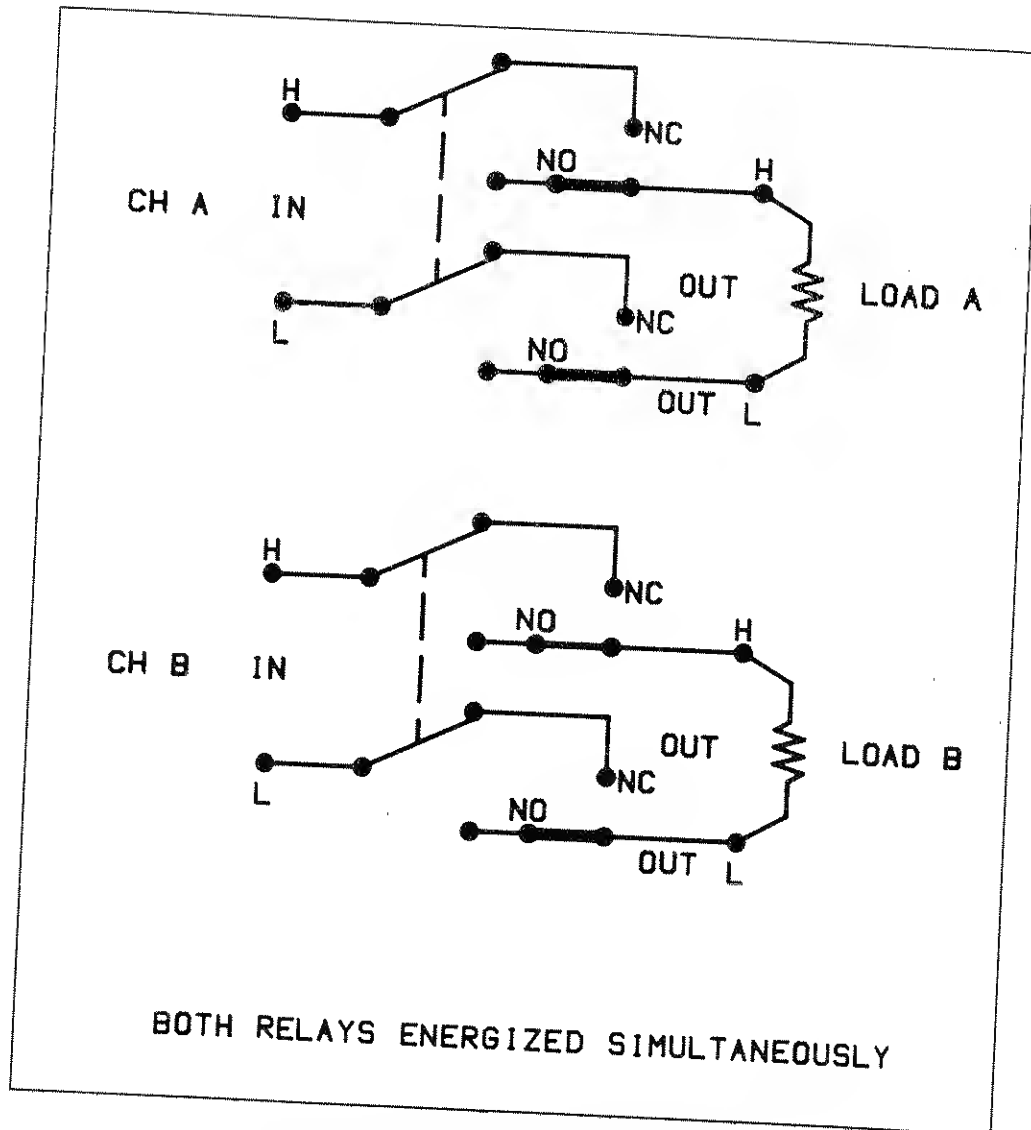 H
NC
NO
H
CH A IN
OUT
LOAD A
NC
L
NO
OUT L
H
NC
NO
H
CH B IN
OUT
LOAD B
NC
L
NO
OUT L
BOTH RELAYS ENERGIZED SIMULTANEOUSLY